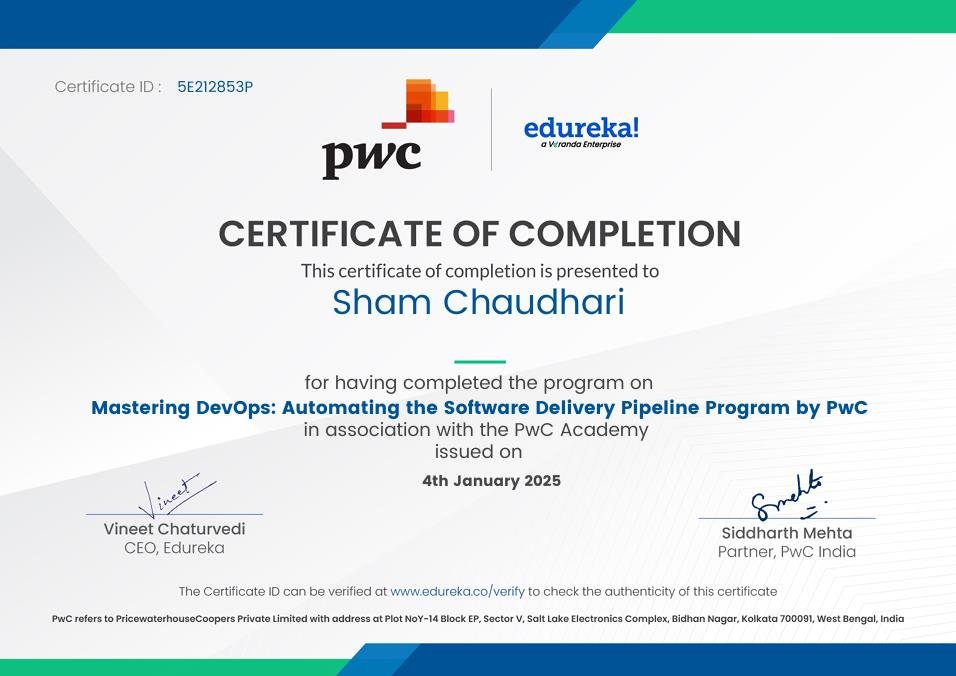 Certificate ID : 5E212853P
pwc
edureka!
a Veranda Enterprise
CERTIFICATE OF COMPLETION
This certificate of completion is presented to
Sham Chaudhari
for having completed the program on
Mastering DevOps: Automating the Software Delivery Pipeline Program by PwC
in association with the PwC Academy
issued on
4th January 2025
Vineet
Smehta
Vineet Chaturvedi
CEO, Edureka
Siddharth Mehta
Partner, PwC India
The Certificate ID can be verified at www.edureka.co/verify to check the authenticity of this certificate
PwC refers to PricewaterhouseCoopers Private Limited with address at Plot NoY-14 Block EP, Sector V, Salt Lake Electronics Complex, Bidhan Nagar, Kolkata 700091, West Bengal, India